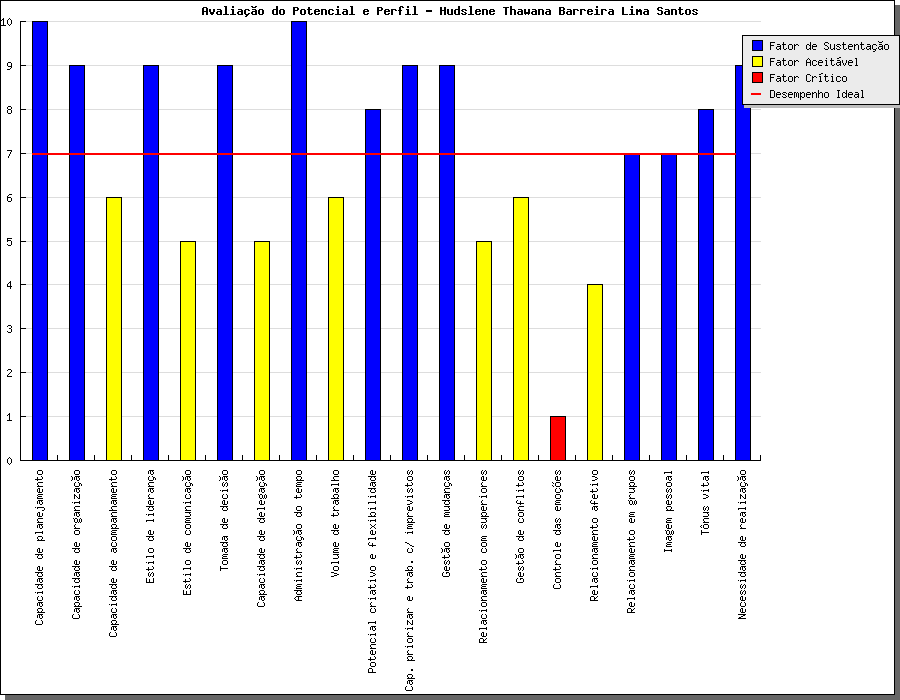 Avaliação do Potencial e Perfil - Hudslene Thawana Barreira Lima Santos
Fator de Sustentação
Fator Aceitável
Fator Crítico
Desempenho Ideal
10
9
8
7
6
5
4
3
2
1
0
Capacidade de planejamento
Capacidade de organização
Capacidade de acompanhamento
Estilo de liderança
Estilo de comunicação
Tomada de decisão
Capacidade de delegação
Administração do tempo
Volume de trabalho
Potencial criativo e flexibilidade
Cap. priorizar e trab. c/ imprevistos
Gestão de mudanças
Relacionamento com superiores
Gestão de conflitos
Controle das emoções
Relacionamento afetivo
Relacionamento em grupos
Imagem pessoal
Tônus vital
Necessidade de realização